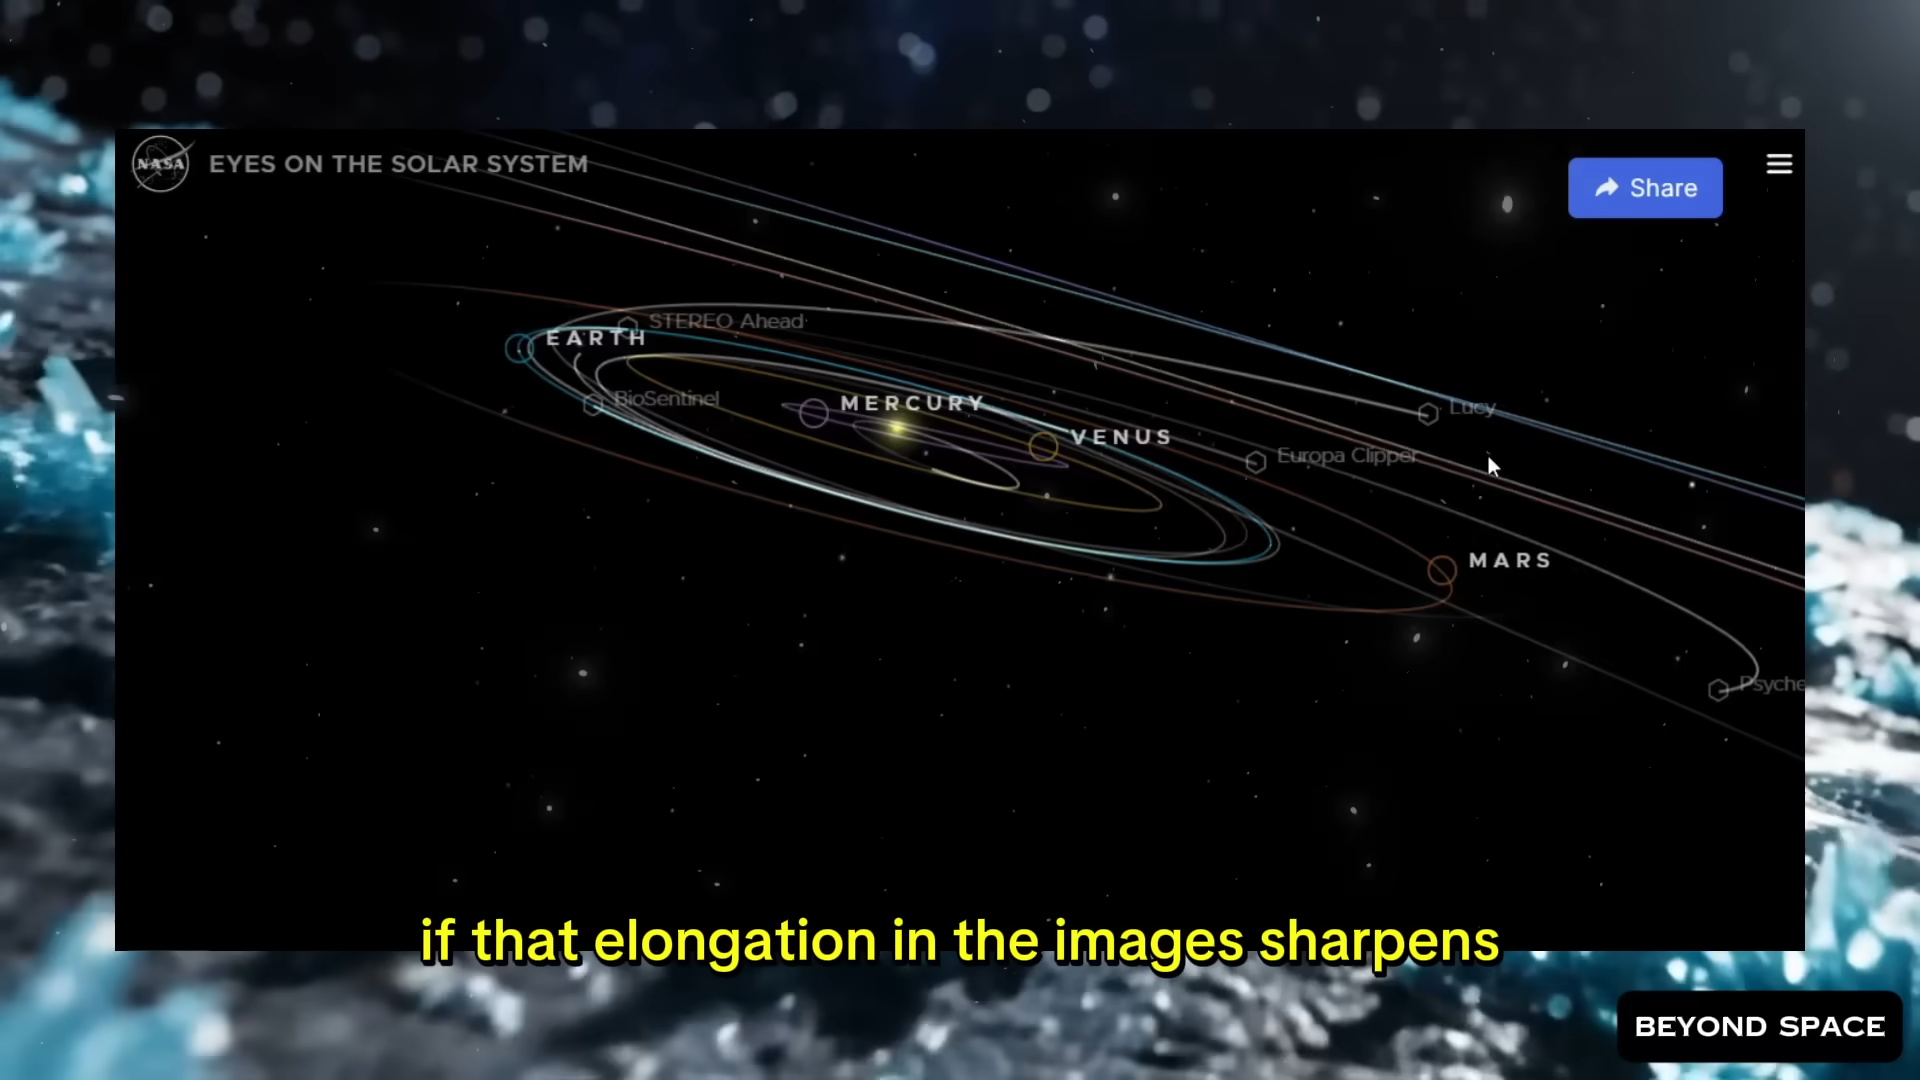 NASA
EYES ON THE SOLAR SYSTEM
Share
STEREO Ahead
EARTH
BioSentinel
MERCURY
VENUS
Lucy
Europa Clipper
MARS
Psyche
if that elongation in the images sharpens
BEYOND SPACE